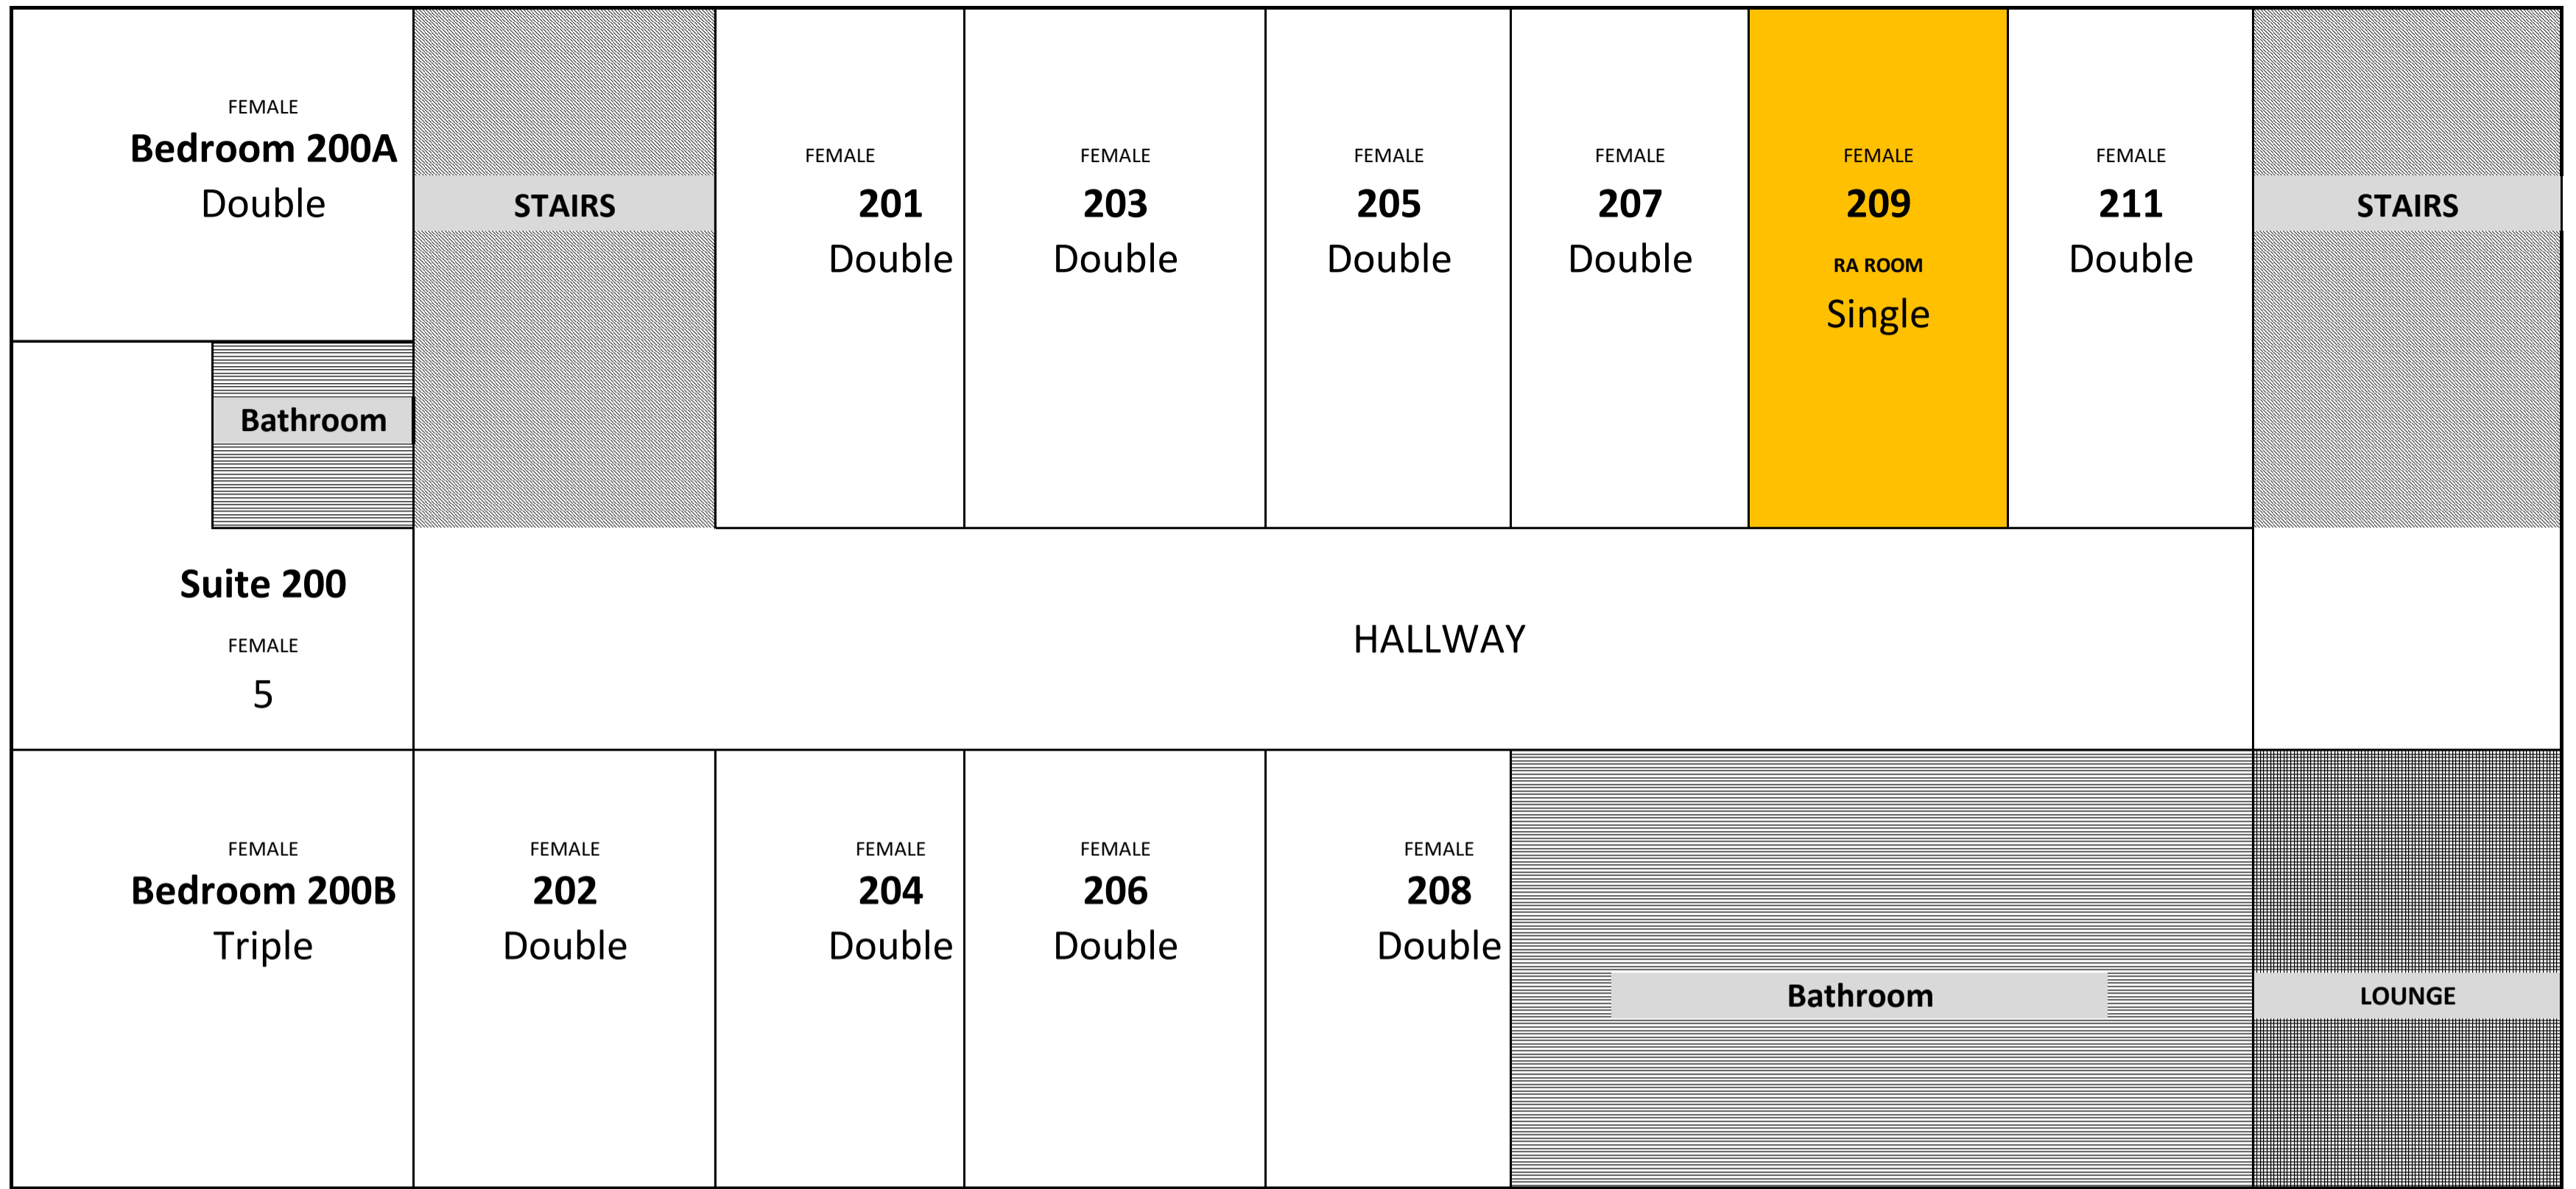 FEMALE
Bedroom 200A
Double
STAIRS
FEMALE
201
Double
FEMALE
203
Double
FEMALE
205
Double
FEMALE
207
Double
FEMALE
209
RA ROOM
Single
FEMALE
211
Double
STAIRS
Bathroom
Suite 200
FEMALE
5
HALLWAY
FEMALE
Bedroom 200B
Triple
FEMALE
202
Double
FEMALE
204
Double
FEMALE
206
Double
FEMALE
208
Double
Bathroom
LOUNGE